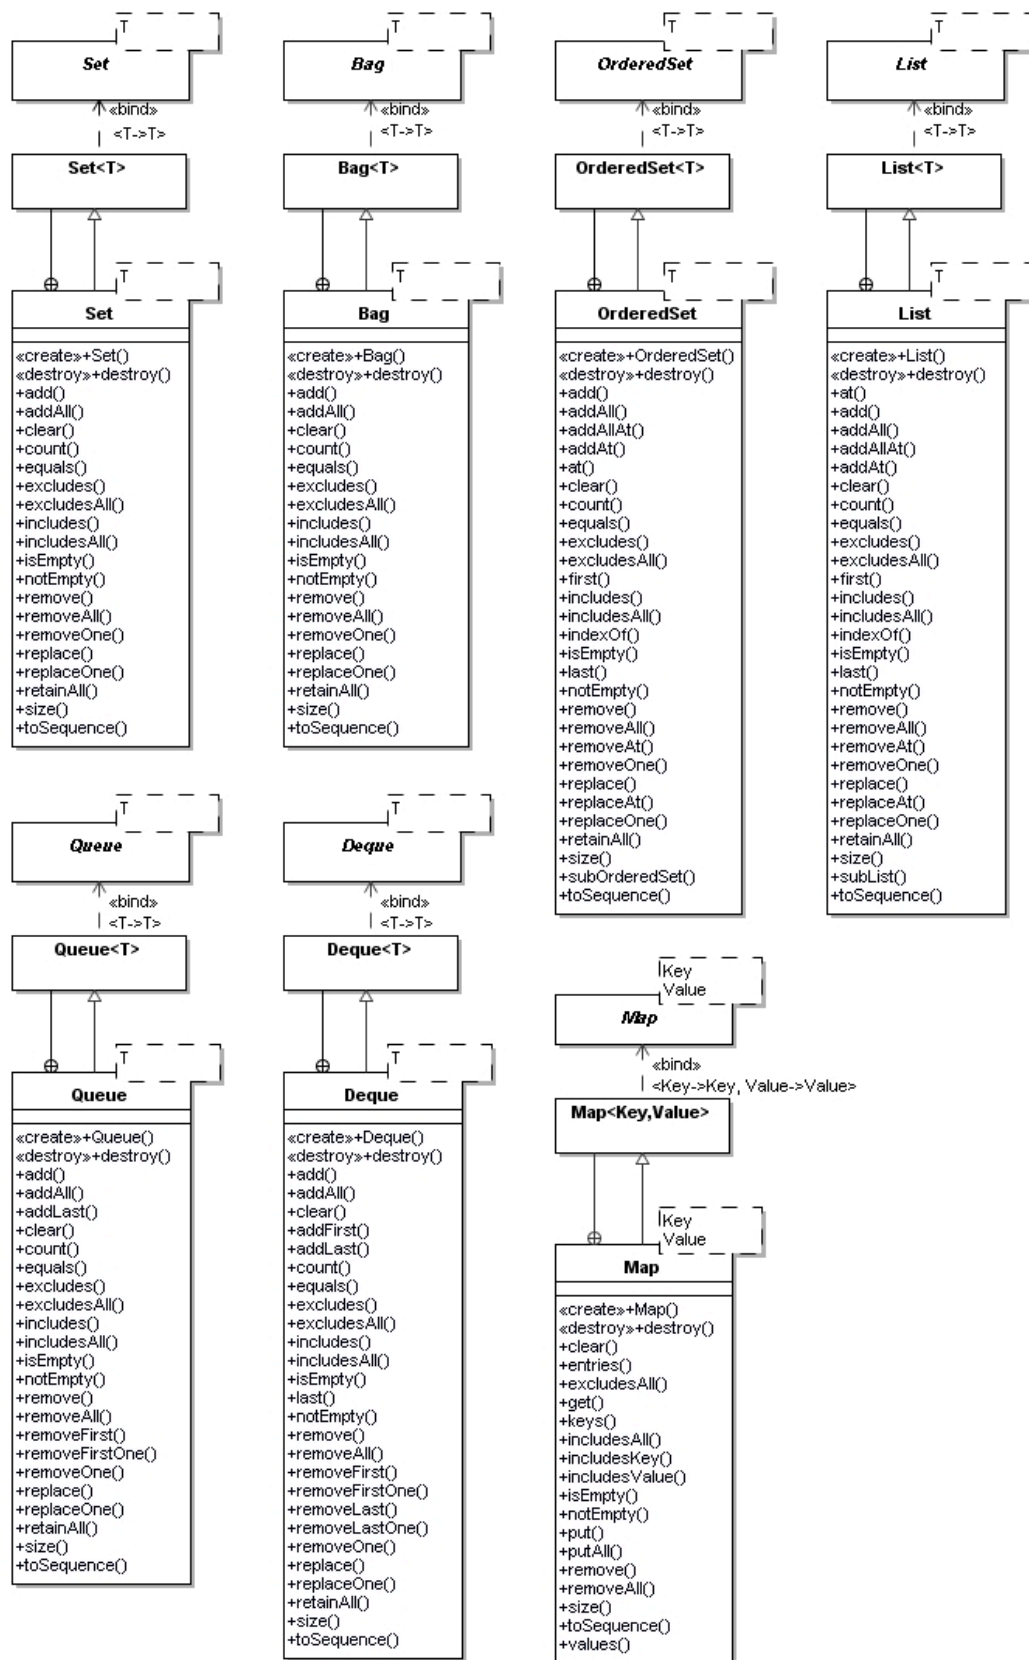 T
Set
«bind»
<T->T>
Set<T>
T
Set
«create»+Set()
«destroy»+destroy()
+add()
+addAll()
+clear()
+count()
+equals()
+excludes()
+excludesAll()
+includes()
+includesAll()
+isEmpty()
+notEmpty()
+remove()
+removeAll()
+removeOne()
+replace()
+replaceOne()
+retainAll()
+size()
+toSequence()
T
Bag
«bind»
<T->T>
Bag<T>
T
Bag
«create»+Bag()
«destroy»+destroy()
+add()
+addAll()
+clear()
+count()
+equals()
+excludes()
+excludesAll()
+includes()
+includesAll()
+isEmpty()
+notEmpty()
+remove()
+removeAll()
+removeOne()
+replace()
+replaceOne()
+retainAll()
+size()
+toSequence()
T
OrderedSet
«bind»
<T->T>
OrderedSet<T>
T
OrderedSet
«create»+OrderedSet()
«destroy»+destroy()
+add()
+addAll()
+addAllAt()
+addAt()
+at()
+clear()
+count()
+equals()
+excludes()
+excludesAll()
+first()
+includes()
+includesAll()
+indexOf()
+isEmpty()
+last()
+notEmpty()
+remove()
+removeAll()
+removeAt()
+removeOne()
+replace()
+replaceAt()
+replaceOne()
+retainAll()
+size()
+subOrderedSet()
+toSequence()
T
List
«bind»
<T->T>
List<T>
T
List
«create»+List()
«destroy»+destroy()
+at()
+add()
+addAll()
+addAllAt()
+addAt()
+clear()
+count()
+equals()
+excludes()
+excludesAll()
+first()
+includes()
+includesAll()
+indexOf()
+isEmpty()
+last()
+notEmpty()
+remove()
+removeAll()
+removeAt()
+removeOne()
+replace()
+replaceAt()
+replaceOne()
+retainAll()
+size()
+subList()
+toSequence()
T
Queue
«bind»
<T->T>
Queue<T>
T
Queue
«create»+Queue()
«destroy»+destroy()
+add()
+addAll()
+addLast()
+clear()
+count()
+equals()
+excludes()
+excludesAll()
+includes()
+includesAll()
+isEmpty()
+notEmpty()
+remove()
+removeAll()
+removeFirst()
+removeFirstOne()
+removeOne()
+replace()
+replaceOne()
+retainAll()
+size()
+toSequence()
T
Deque
«bind»
<T->T>
Deque<T>
T
Deque
«create»+Deque()
«destroy»+destroy()
+add()
+addAll()
+clear()
+addFirst()
+addLast()
+count()
+equals()
+excludes()
+excludesAll()
+includes()
+includesAll()
+isEmpty()
+last()
+notEmpty()
+remove()
+removeAll()
+removeFirst()
+removeFirstOne()
+removeLast()
+removeLastOne()
+removeOne()
+replace()
+replaceOne()
+retainAll()
+size()
+toSequence()
Key
Value
Map
«bind»
<Key->Key, Value->Value>
Map<Key,Value>
Key
Value
Map
«create»+Map()
«destroy»+destroy()
+clear()
+entries()
+excludesAll()
+get()
+keys()
+includesAll()
+includesKey()
+includesValue()
+isEmpty()
+notEmpty()
+put()
+putAll()
+remove()
+removeAll()
+size()
+toSequence()
+values()